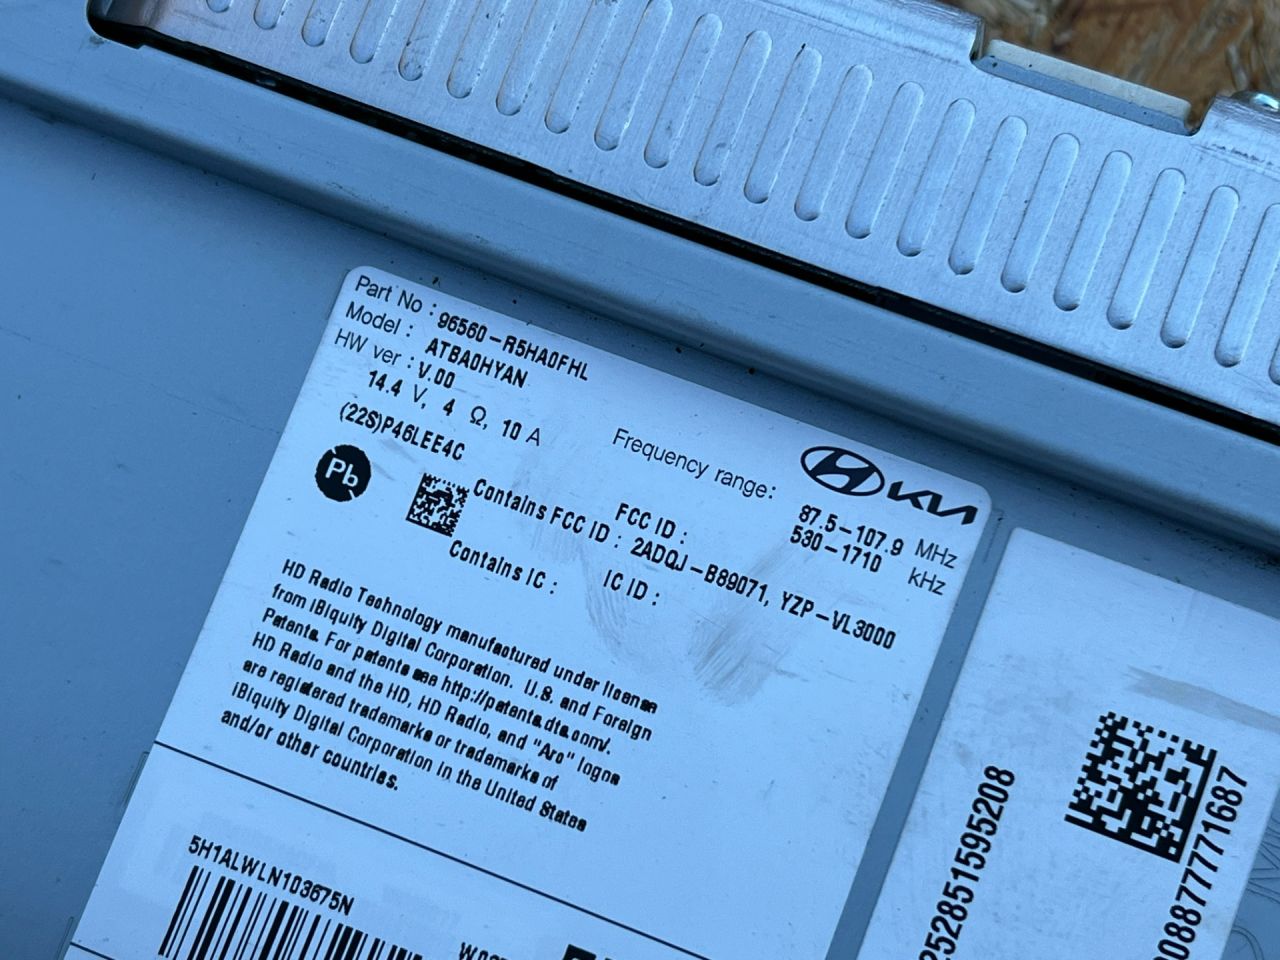 Part No : 96560-R5HA0FHL
Model : ATBA0HYAN
HW ver : V.00
14.4 V, 4 Ω, 10 A
(22S)P46LEE4C
Pb
Frequency range: 87.5-107.9 MHz
530-1710 kHz
KIA
FCC ID :
Contains FCC ID : 2ADQJ-B89071, YZP-VL3000
IC ID :
Contains IC :
HD Radio Technology manufactured under license
from iBiquity Digital Corporation. U.S. and Foreign
Patents. For patents see http://patents.dts.com/.
HD Radio and the HD, HD Radio, and "Arc" logos
are registered trademarks or trademarks of
iBiquity Digital Corporation in the United States
and/or other countries.
5H1ALWLN103675N